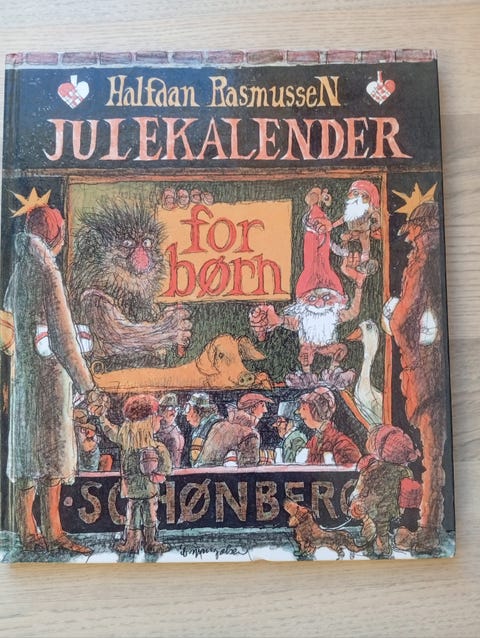 Halfdan Rasmussen
JULEKALENDER
for
børn
·SCHØNBERG